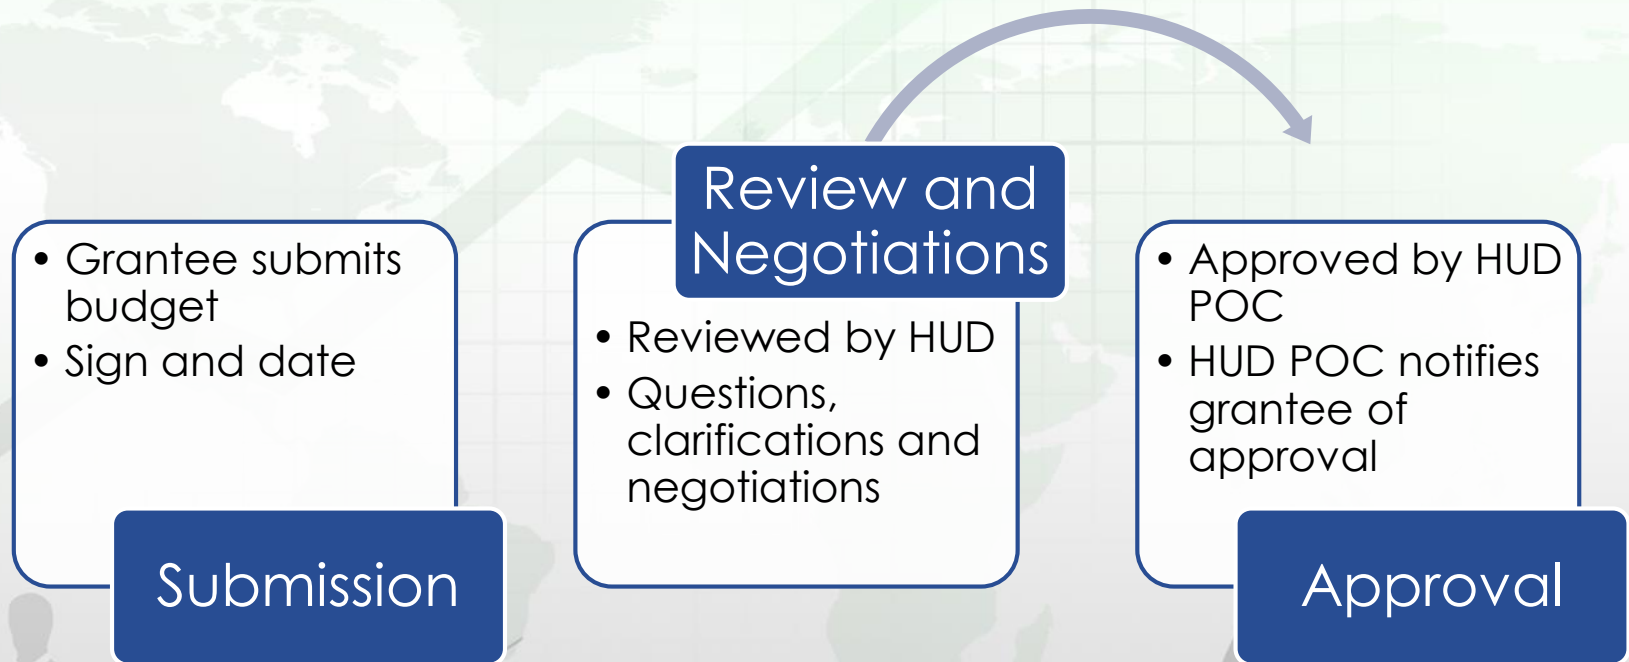 • Grantee submits
budget
• Sign and date
Submission
Review and
Negotiations
• Reviewed by HUD
• Questions,
clarifications and
negotiations
• Approved by HUD
POC
• HUD POC notifies
grantee of
approval
Approval